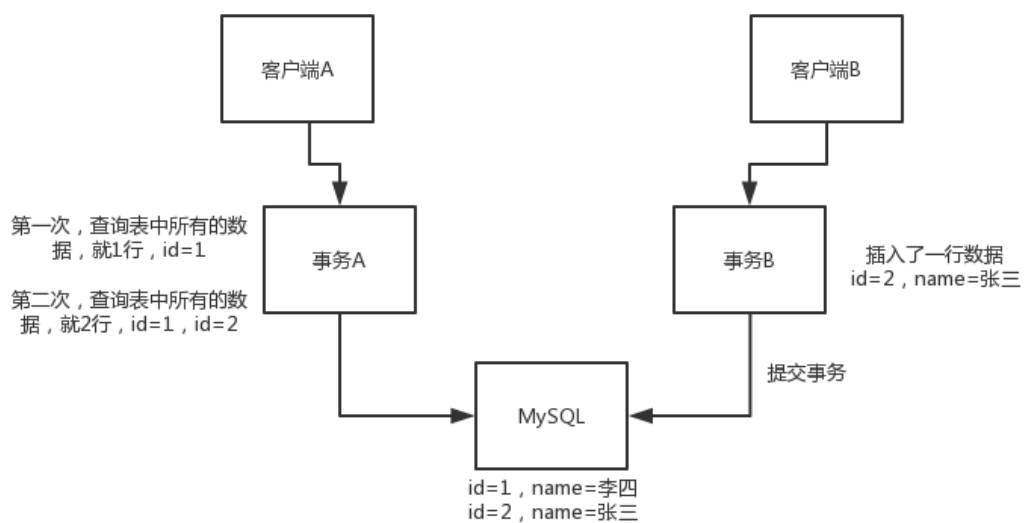 客户端A
客户端B
第一次，查询表中所有的数
据，就1行，id=1
事务A
事务B
插入了一行数据
id=2，name=张三
第二次，查询表中所有的数
据，就2行，id=1，id=2
提交事务
MySQL
id=1，name=李四
id=2，name=张三